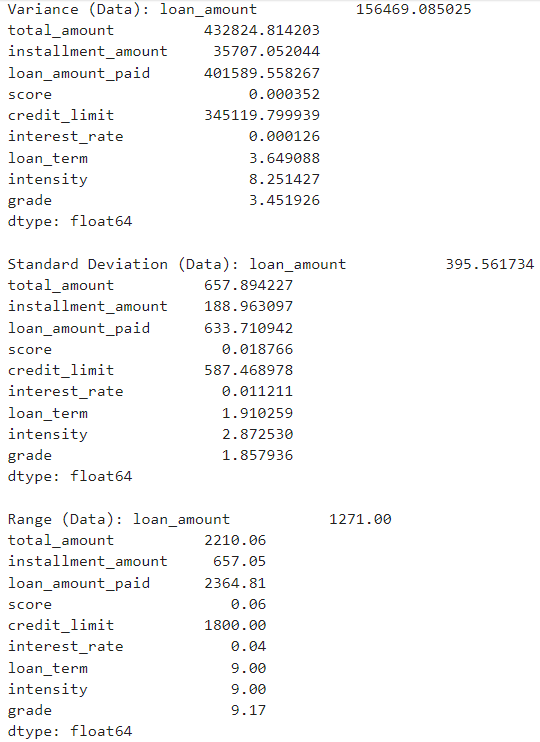 Variance (Data): loan_amount           156469.085025
total_amount          432824.814203
installment_amount     35707.052044
loan_amount_paid      401589.558267
score                      0.000352
credit_limit          345119.799939
interest_rate              0.000126
loan_term                  3.649088
intensity                  8.251427
grade                      3.451926
dtype: float64

Standard Deviation (Data): loan_amount           395.561734
total_amount          657.894227
installment_amount    188.963097
loan_amount_paid      633.710942
score                   0.018766
credit_limit          587.468978
interest_rate           0.011211
loan_term               1.910259
intensity               2.872530
grade                   1.857936
dtype: float64

Range (Data): loan_amount           1271.00
total_amount          2210.06
installment_amount     657.05
loan_amount_paid      2364.81
score                    0.06
credit_limit          1800.00
interest_rate            0.04
loan_term                9.00
intensity                9.00
grade                    9.17
dtype: float64